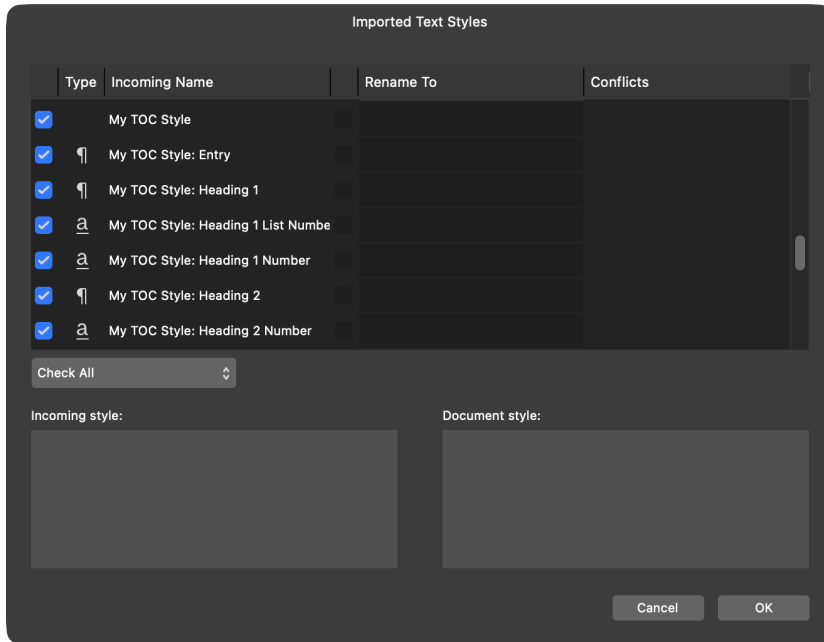 Imported Text Styles
Type Incoming Name Rename To Conflicts
My TOC Style
¶ My TOC Style: Entry
¶ My TOC Style: Heading 1
a My TOC Style: Heading 1 List Numbe
a My TOC Style: Heading 1 Number
¶ My TOC Style: Heading 2
a My TOC Style: Heading 2 Number
Check All
Incoming style: Document style:
Cancel OK